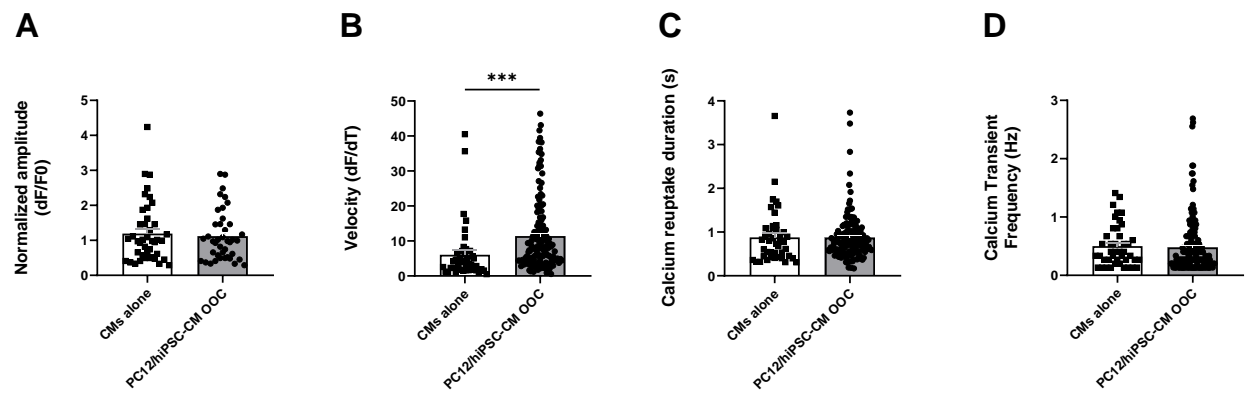 A
B
C
D
Normalized amplitude
(dF/F0)
5
4
3
2
1
0
CMs alone
PC12/hiPSC-CM OOC
Velocity (dF/dT)
50
40
30
20
10
0
***
CMs alone
PC12/hiPSC-CM OOC
Calcium reuptake duration (s)
4
3
2
1
0
CMs alone
PC12/hiPSC-CM OOC
Calcium Transient
Frequency (Hz)
3
2
1
0
CMs alone
PC12/hiPSC-CM OOC